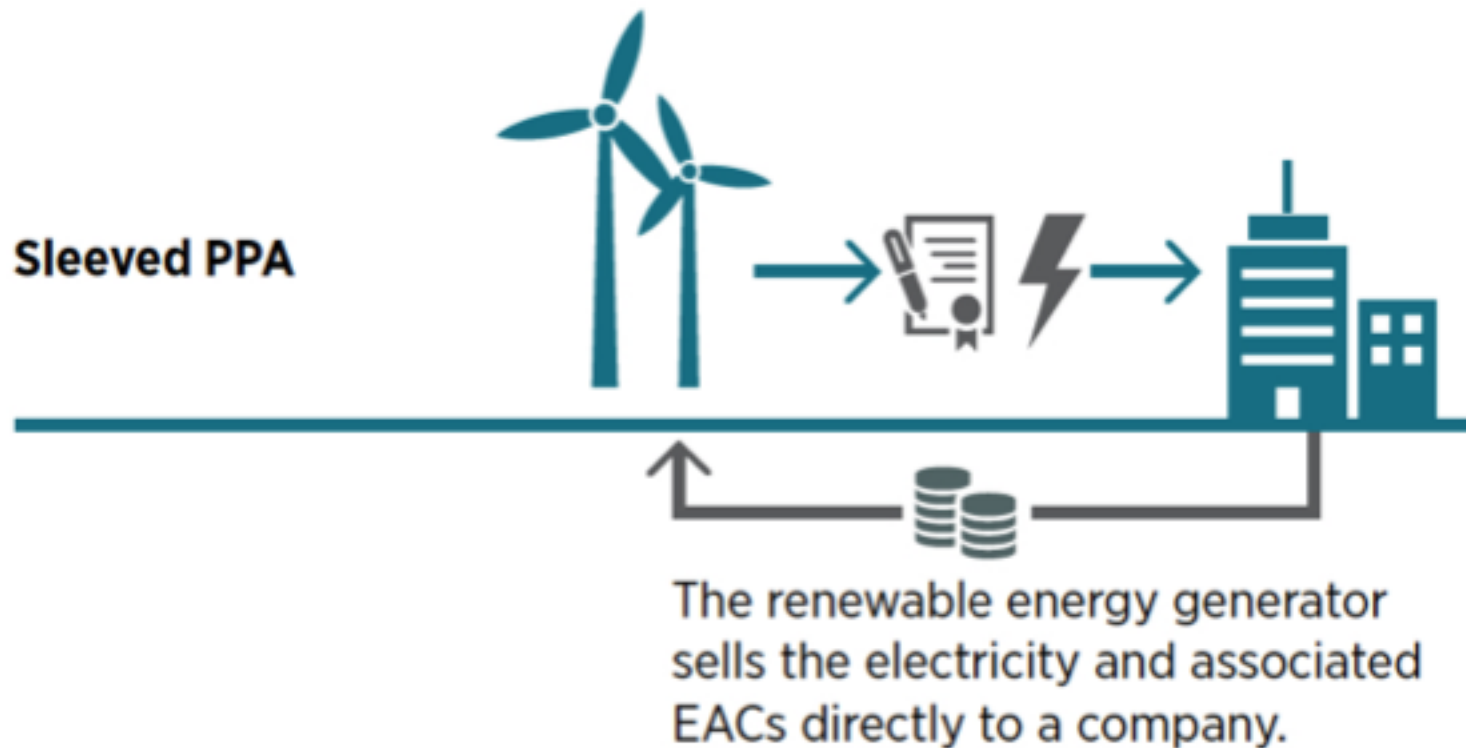 Sleeved PPA
The renewable energy generator
sells the electricity and associated
EACs directly to a company.